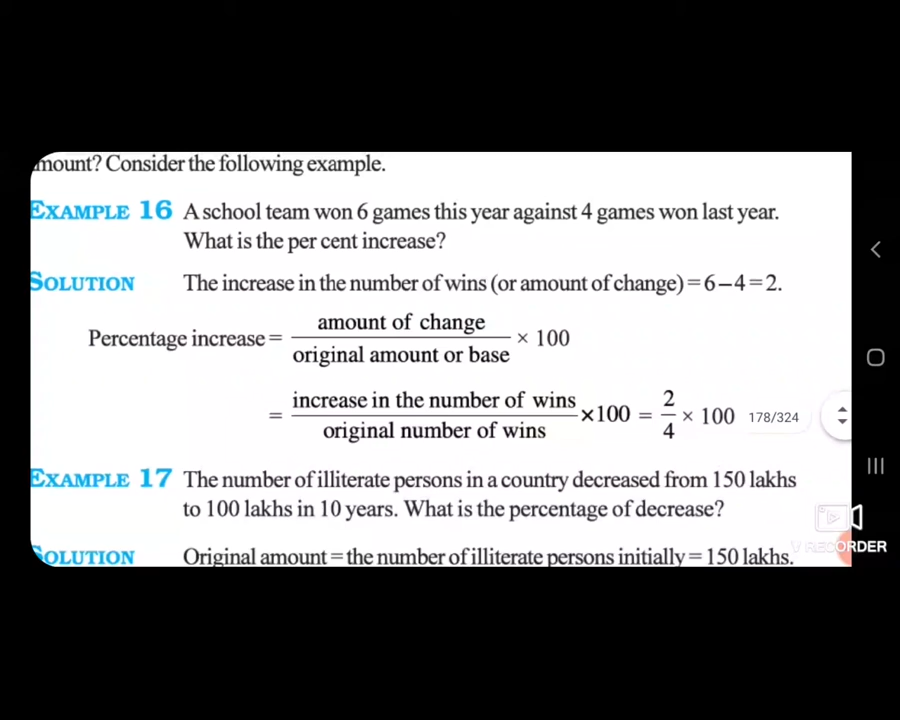 mount? Consider the following example.
EXAMPLE 16 A school team won 6 games this year against 4 games won last year.
What is the per cent increase?
SOLUTION The increase in the number of wins (or amount of change) = 6 – 4 = 2.
Percentage increase = amount of change / original amount or base × 100
= increase in the number of wins / original number of wins ×100 = 2/4 × 100
178/324
EXAMPLE 17 The number of illiterate persons in a country decreased from 150 lakhs
to 100 lakhs in 10 years. What is the percentage of decrease?
SOLUTION Original amount = the number of illiterate persons initially = 150 lakhs.
RECORDER